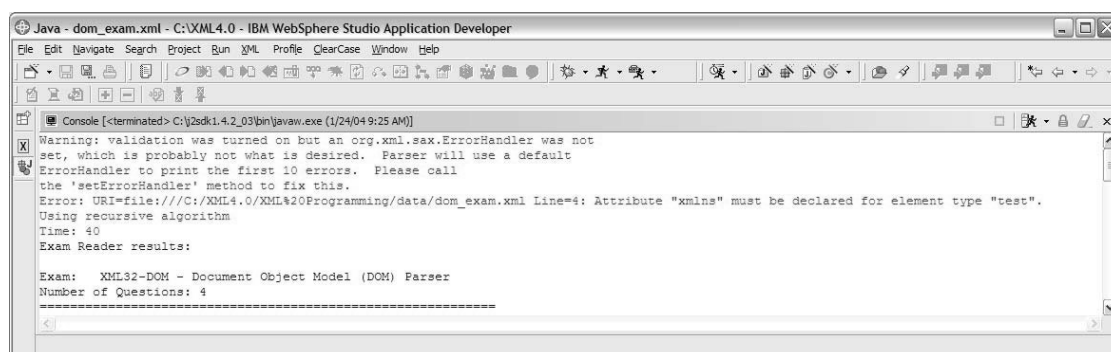 Java - dom_exam.xml - C:\XML4.0 - IBM WebSphere Studio Application Developer
File Edit Navigate Search Project Run XML Profile ClearCase Window Help
Console [<terminated> C:\j2sdk1.4.2_03\bin\javaw.exe (1/24/04 9:25 AM)]
Warning: validation was turned on but an org.xml.sax.ErrorHandler was not
set, which is probably not what is desired.  Parser will use a default
ErrorHandler to print the first 10 errors.  Please call
the 'setErrorHandler' method to fix this.
Error: URI=file:///C:/XML4.0/XML%20Programming/data/dom_exam.xml Line=4: Attribute "xmlns" must be declared for element type "test".
Using recursive algorithm
Time: 40
Exam Reader results:
Exam:   XML32-DOM - Document Object Model (DOM) Parser
Number of Questions: 4
============================================================